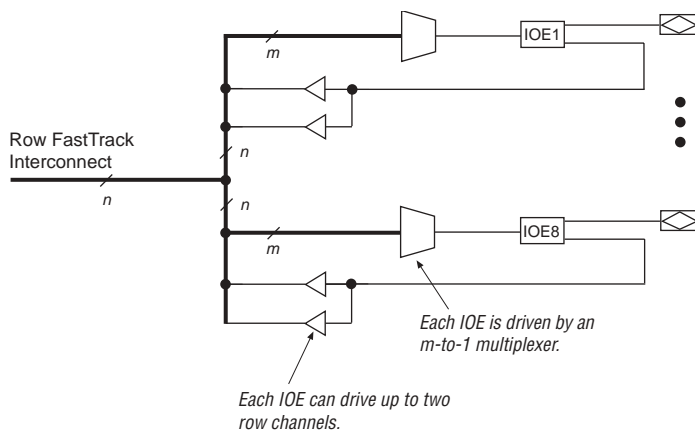 m
IOE1
Row FastTrack
Interconnect
n
n
n
m
IOE8
Each IOE is driven by an
m-to-1 multiplexer.
Each IOE can drive up to two
row channels.